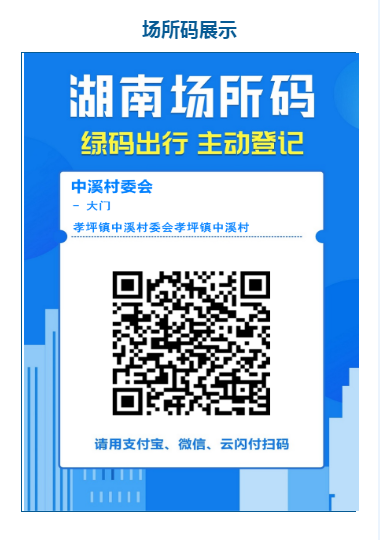 场所码展示
湖南场所码
绿码出行 主动登记
中溪村委会
- 大门
孝坪镇中溪村委会孝坪镇中溪村
请用支付宝、微信、云闪付扫码